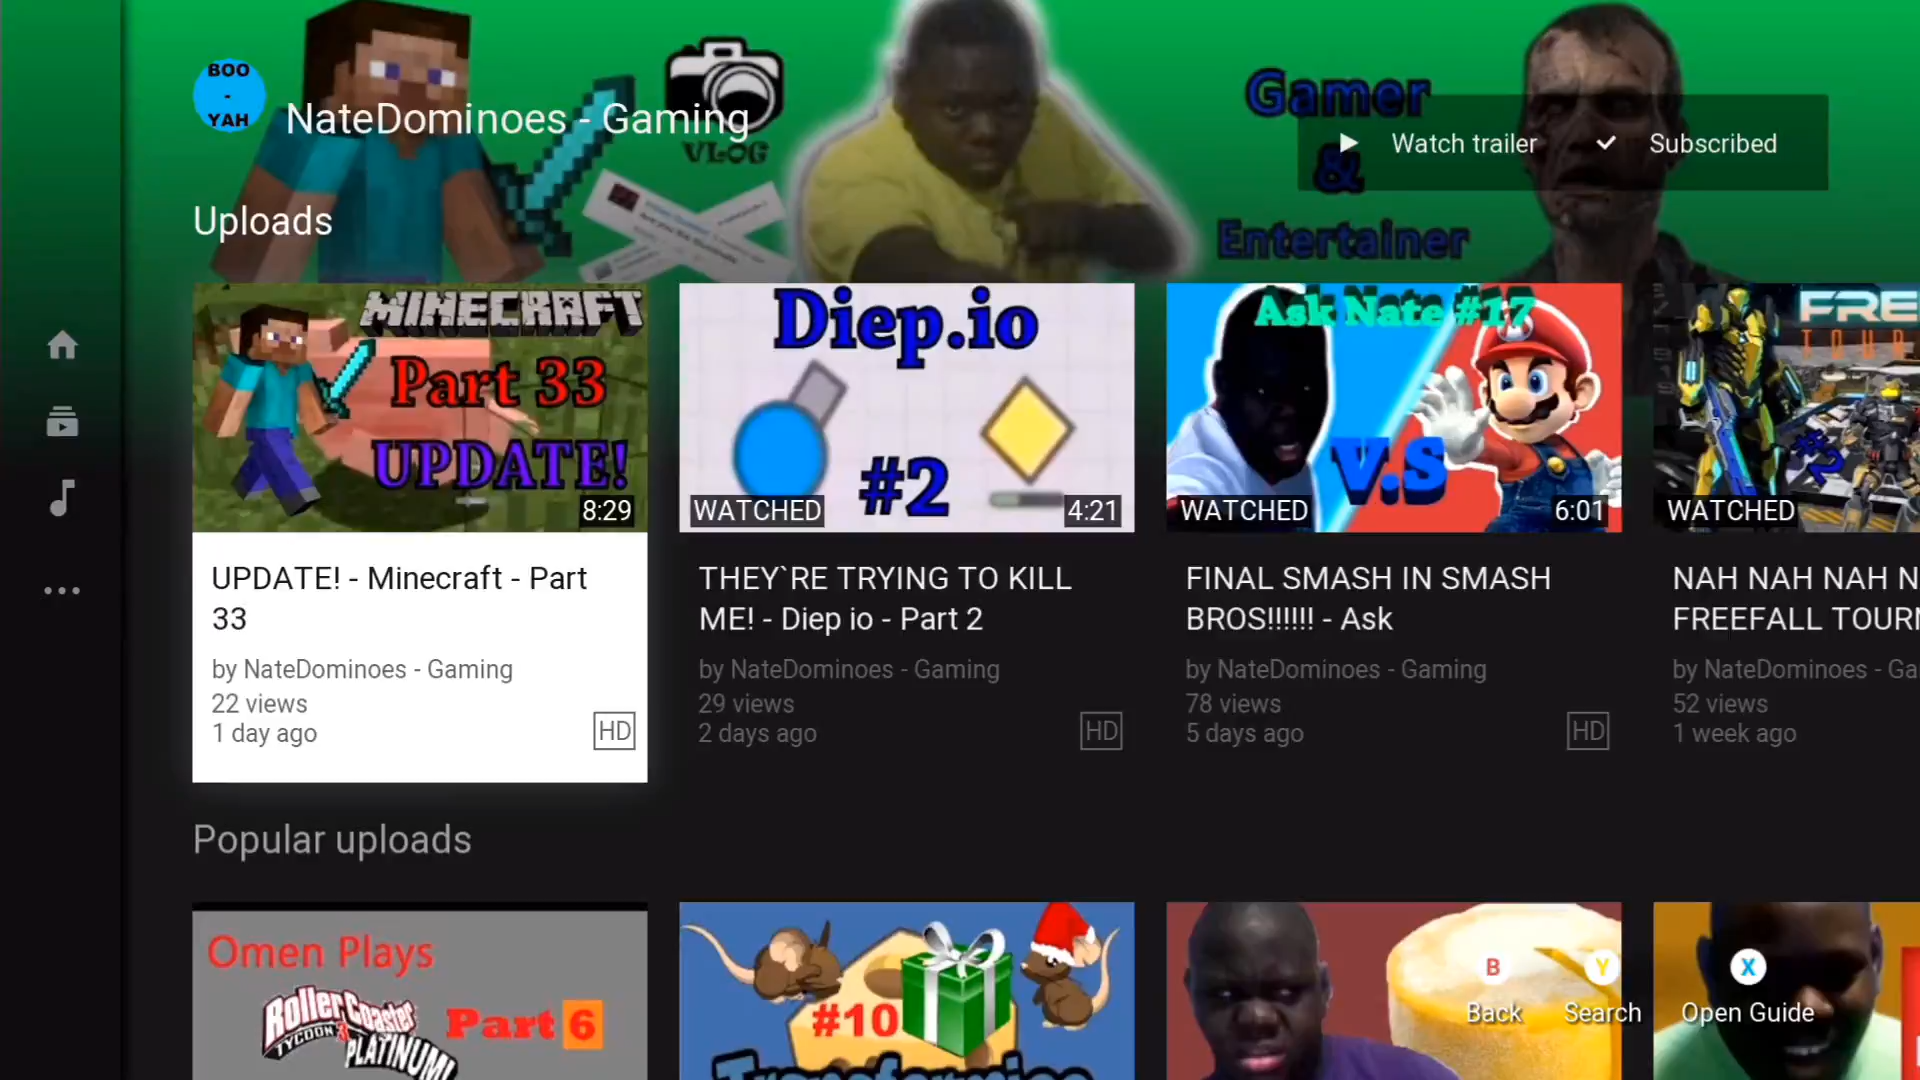 BOO
-
YAH
NateDominoes - Gaming
VLOG
Gamer
&
Entertainer
Watch trailer
Subscribed
Uploads
MINECRAFT
Part 33
UPDATE!
8:29
UPDATE! - Minecraft - Part
33
by NateDominoes - Gaming
22 views
1 day ago
HD
Diep.io
#2
WATCHED
4:21
THEY`RE TRYING TO KILL
ME! - Diep io - Part 2
by NateDominoes - Gaming
29 views
2 days ago
HD
Ask Nate #17
V.S
WATCHED
6:01
FINAL SMASH IN SMASH
BROS!!!!!! - Ask
by NateDominoes - Gaming
78 views
5 days ago
HD
FRE
TOUR
#2
WATCHED
NAH NAH NAH N
FREEFALL TOURN
by NateDominoes - Ga
52 views
1 week ago
Popular uploads
Omen Plays
RollerCoaster
TYCOON 3
PLATINUM!
Part 6
#10
Transformice
B
Back
Y
Search
X
Open Guide